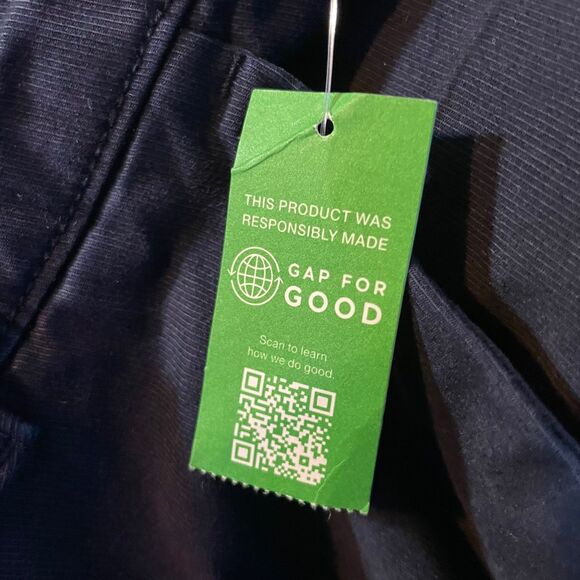 THIS PRODUCT WAS
RESPONSIBLY MADE
GAP FOR
GOOD
Scan to learn
how we do good.